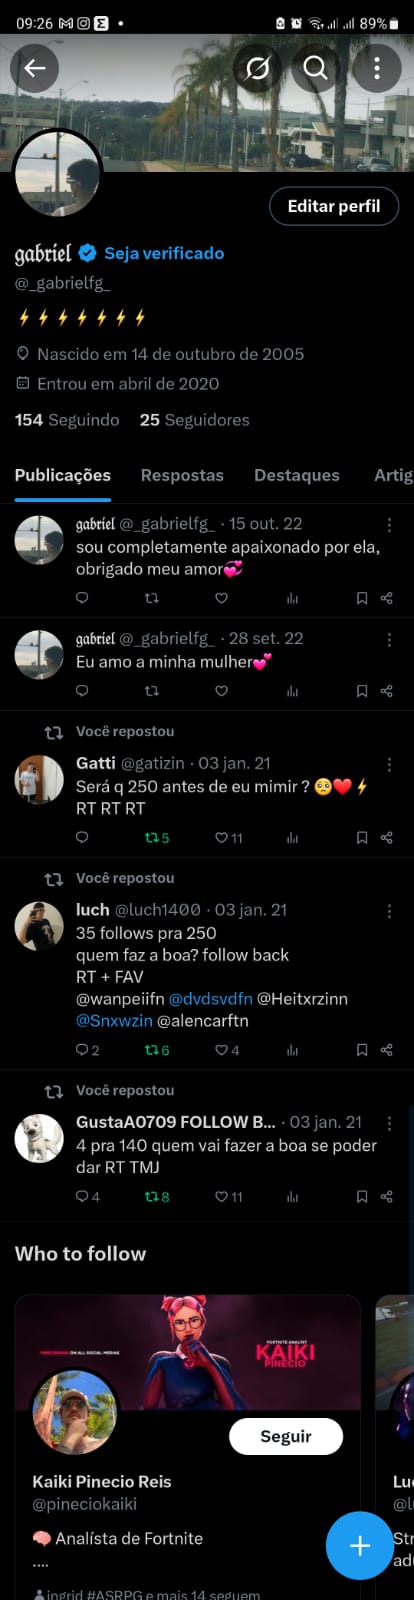 09:26
89%
Editar perfil
gabriel Seja verificado
@_gabrielfg_
⚡⚡⚡⚡⚡⚡⚡
Nascido em 14 de outubro de 2005
Entrou em abril de 2020
154 Seguindo 25 Seguidores
Publicações Respostas Destaques Artig
gabriel @_gabrielfg_ · 15 out. 22
sou completamente apaixonado por ela,
obrigado meu amor💞
gabriel @_gabrielfg_ · 28 set. 22
Eu amo a minha mulher💕
Você repostou
Gatti @gatizin · 03 jan. 21
Será q 250 antes de eu mimir ? 🥺❤️⚡
RT RT RT
5 11
Você repostou
luch @luch1400 · 03 jan. 21
35 follows pra 250
quem faz a boa? follow back
RT + FAV
@wanpeiifn @dvdsvdfn @Heitxrzinn
@Snxwzin @alencarftn
2 6 4
Você repostou
GustaA0709 FOLLOW B... · 03 jan. 21
4 pra 140 quem vai fazer a boa se poder
dar RT TMJ
4 8 11
Who to follow
ON ALL SOCIAL MEDIAS
FORTNITE ANALYST
KAIKI
PINECIO
Seguir
Kaiki Pinecio Reis
@pineciokaiki
🧠 Analísta de Fortnite
....
ingrid #ASRPG e mais 14 seguem
Lu
@lu
Str
adu